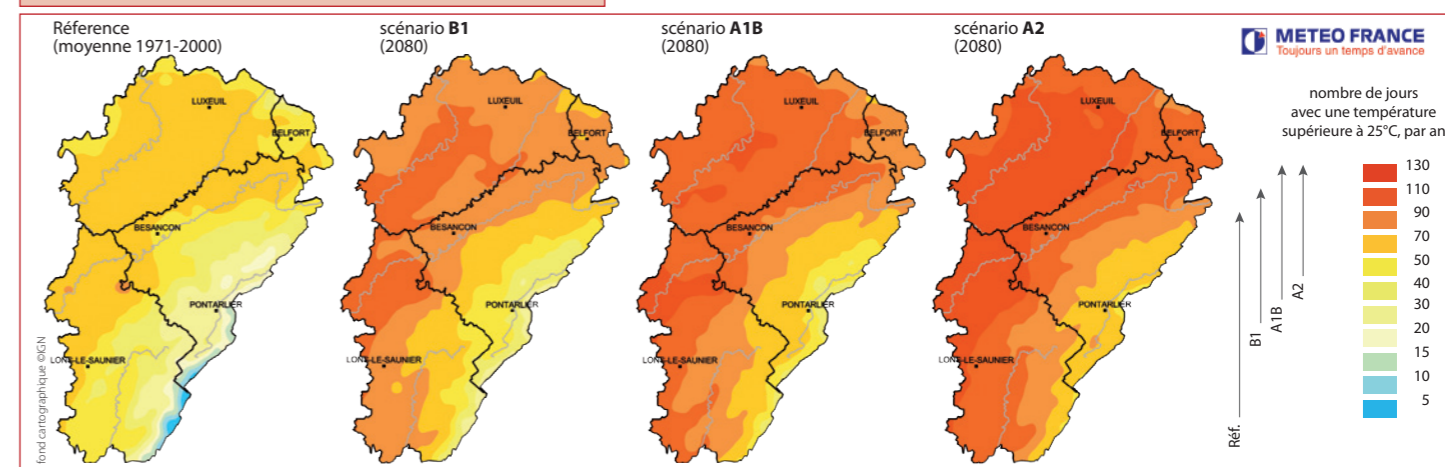 Réference
(moyenne 1971-2000)
LUXEUIL
BELFORT
BESANCON
PONTARLIER
LONS-LE-SAUNIER
fond cartographique ©IGN
scénario B1
(2080)
LUXEUIL
BELFORT
BESANCON
PONTARLIER
LONS-LE-SAUNIER
scénario A1B
(2080)
LUXEUIL
BELFORT
BESANCON
PONTARLIER
LONS-LE-SAUNIER
scénario A2
(2080)
LUXEUIL
BELFORT
BESANCON
PONTARLIER
LONS-LE-SAUNIER
METEO FRANCE
Toujours un temps d'avance
nombre de jours
avec une température
supérieure à 25°C, par an
Réf.
B1
A1B
A2
130
110
90
70
50
40
30
20
15
10
5